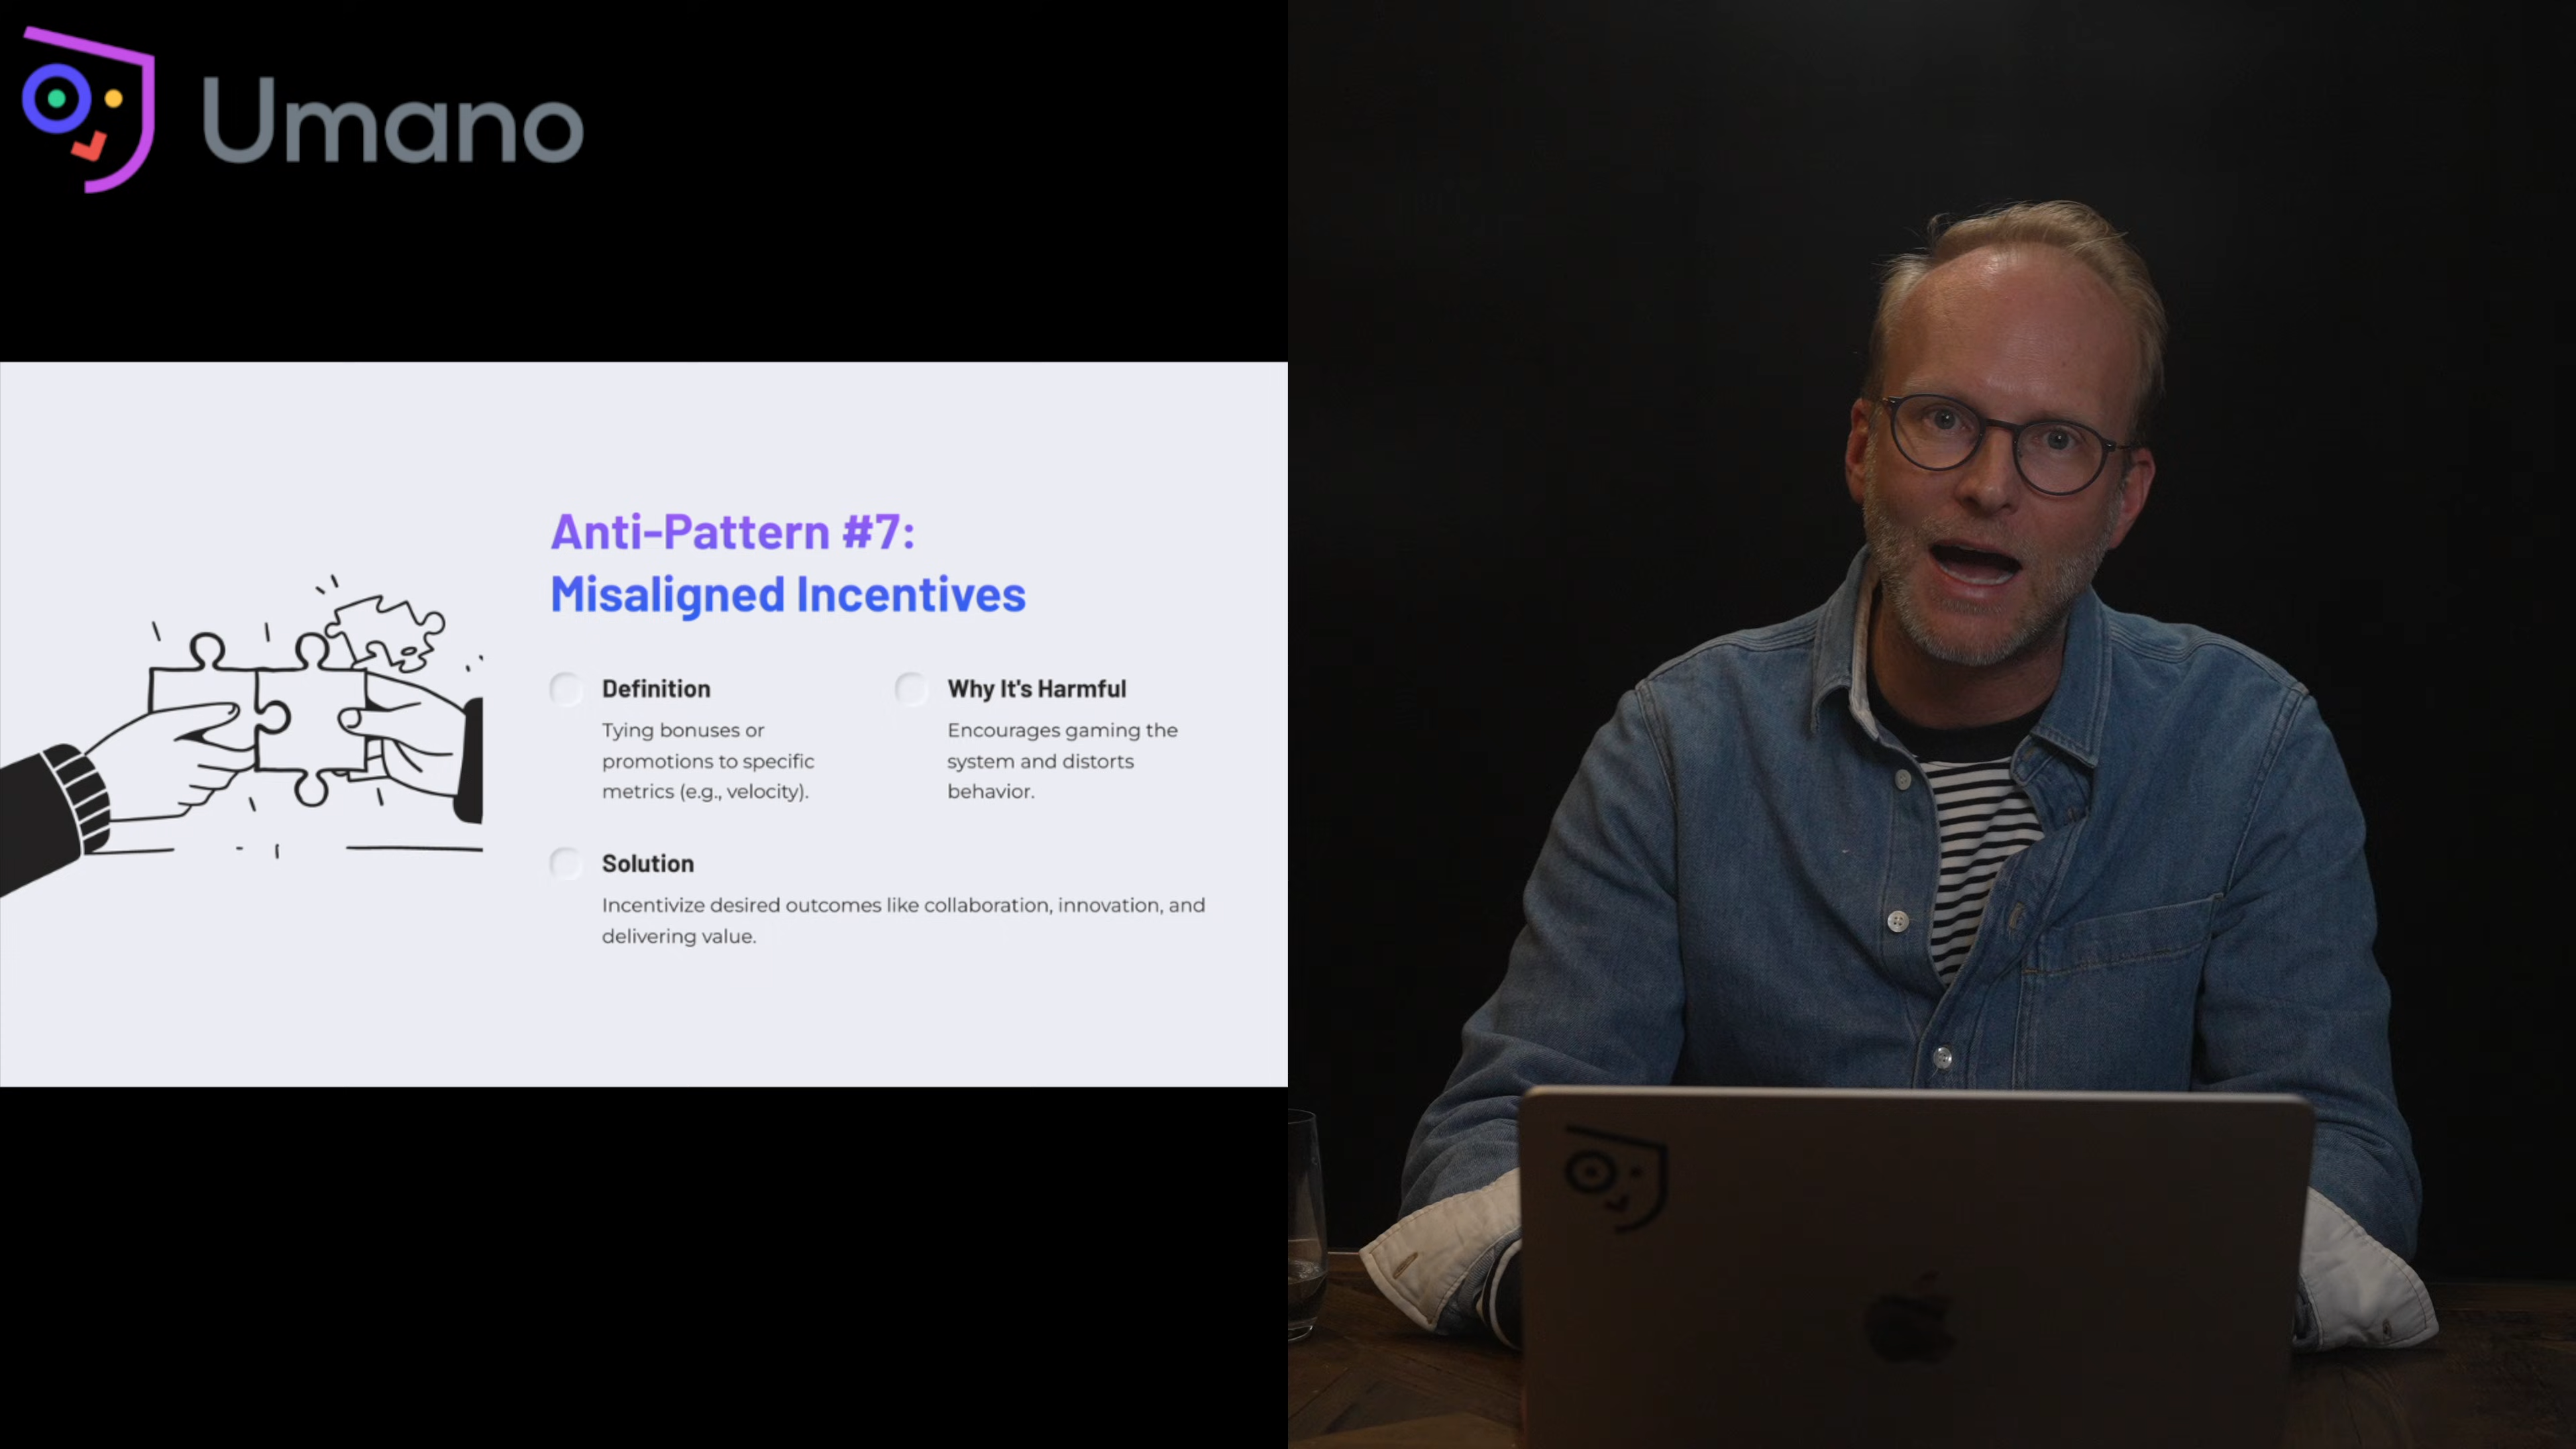 Umano
Anti-Pattern #7:
Misaligned Incentives
Definition
Tying bonuses or
promotions to specific
metrics (e.g., velocity).
Why It's Harmful
Encourages gaming the
system and distorts
behavior.
Solution
Incentivize desired outcomes like collaboration, innovation, and
delivering value.